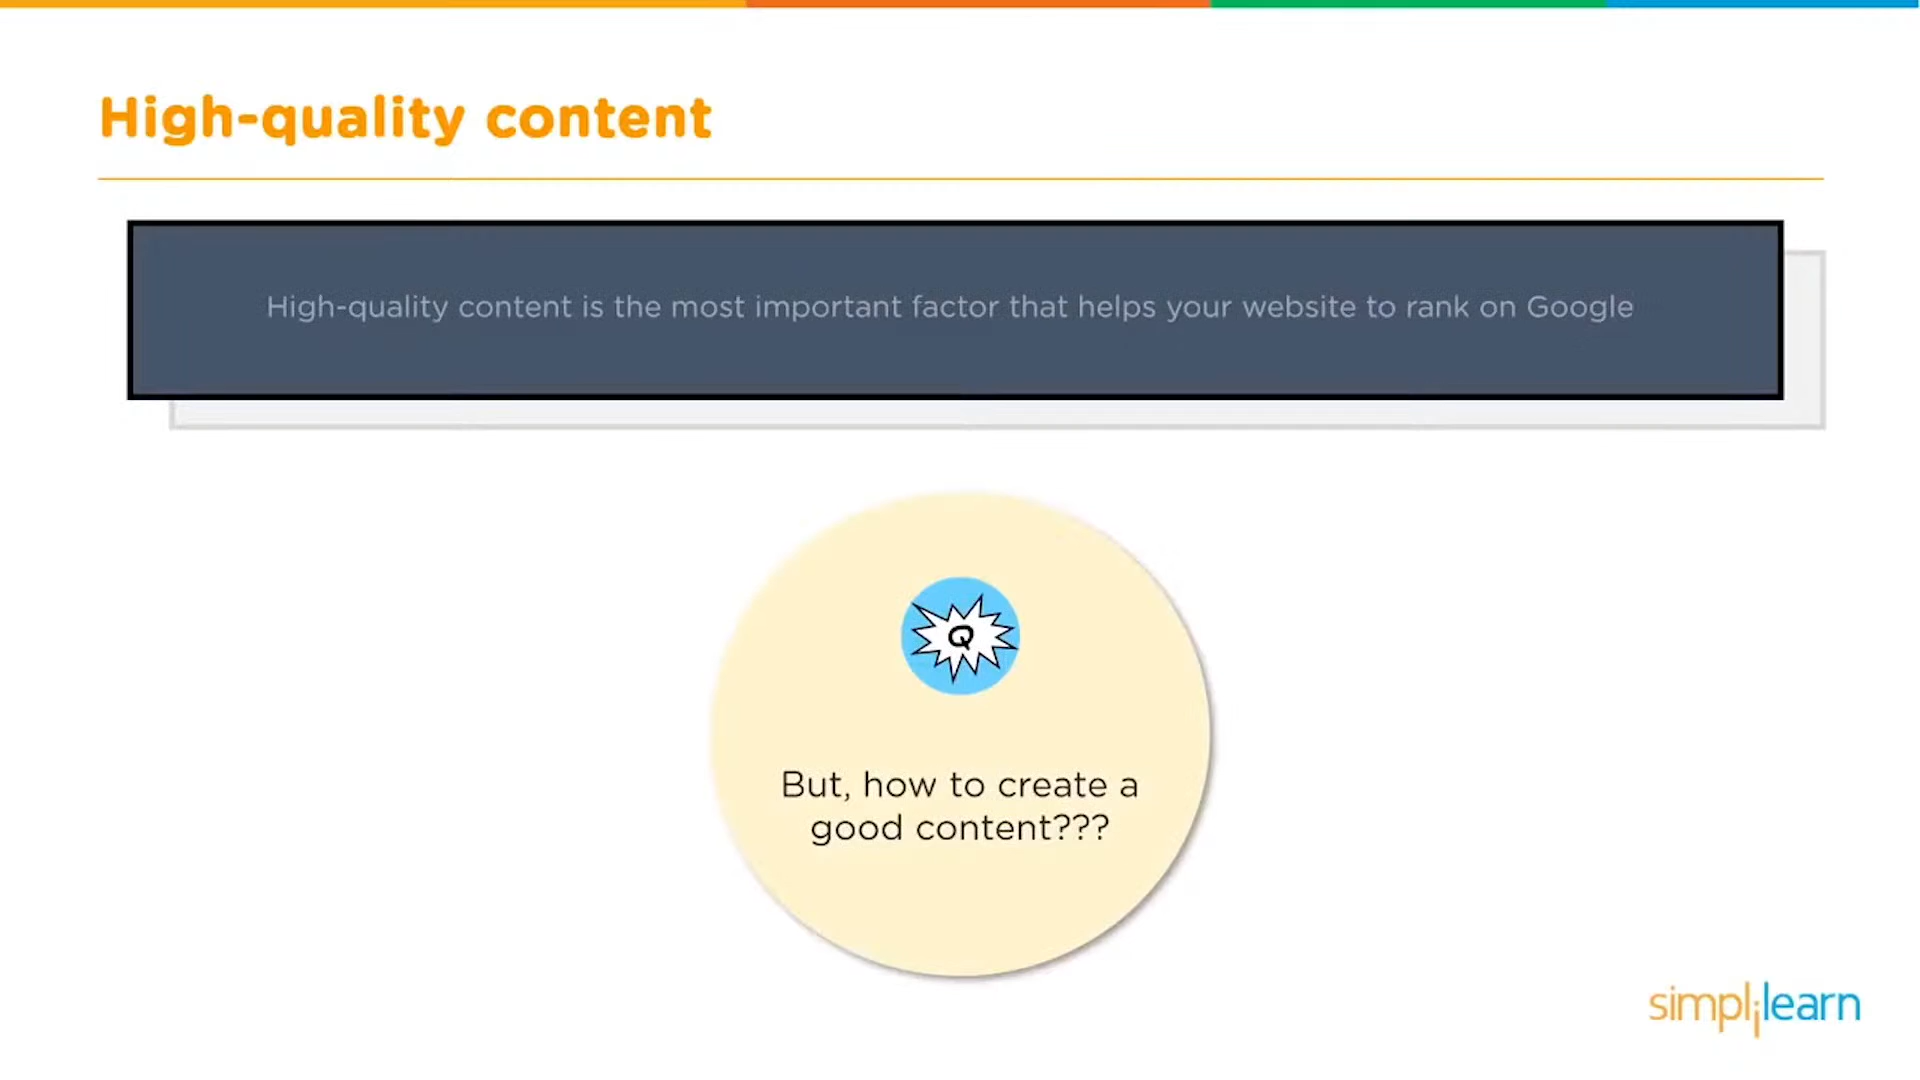 High-quality content
High-quality content is the most important factor that helps your website to rank on Google
Q
But, how to create a
good content???
simplilearn